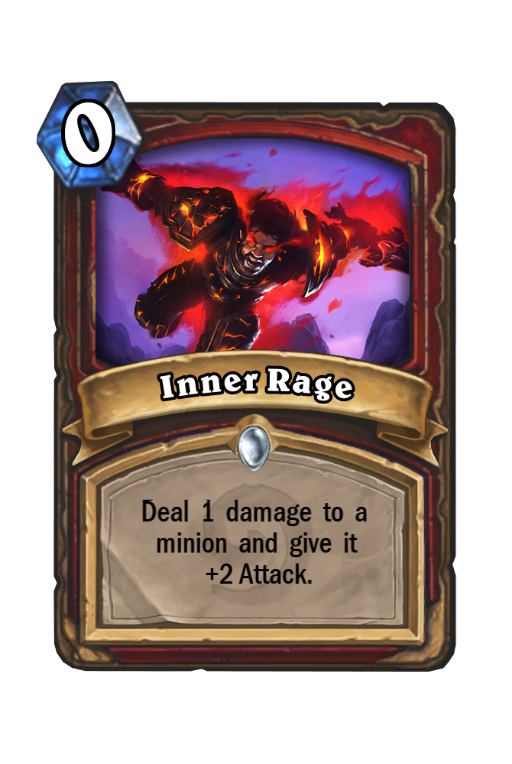 0
Inner Rage
Deal 1 damage to a
minion and give it
+2 Attack.